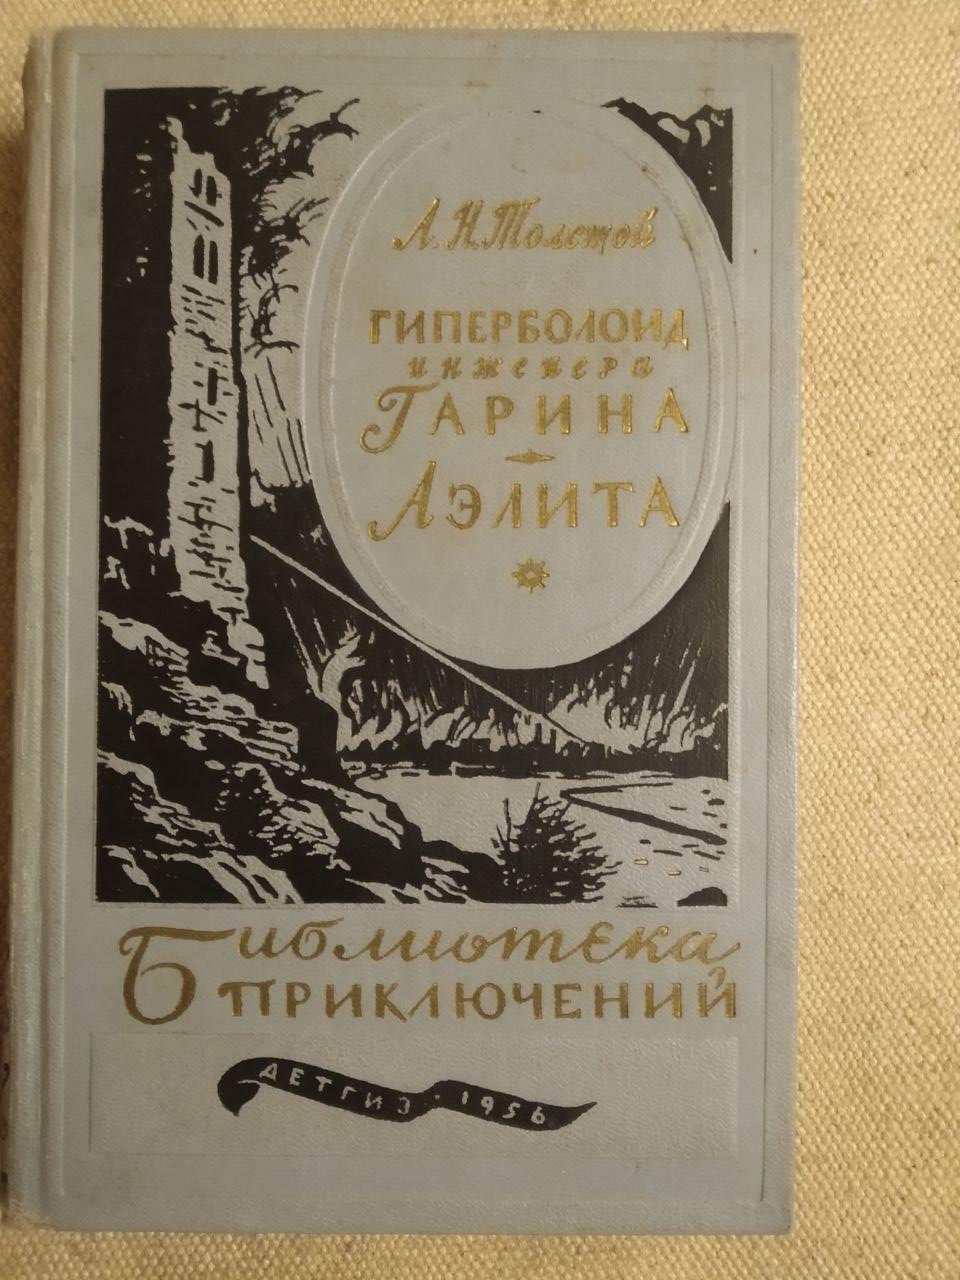 А.Н.Толстой
ГИПЕРБОЛОИД
инженера
ГАРИНА
АЭЛИТА
Библиотека
ПРИКЛЮЧЕНИЙ
ДЕТГИЗ · 1956